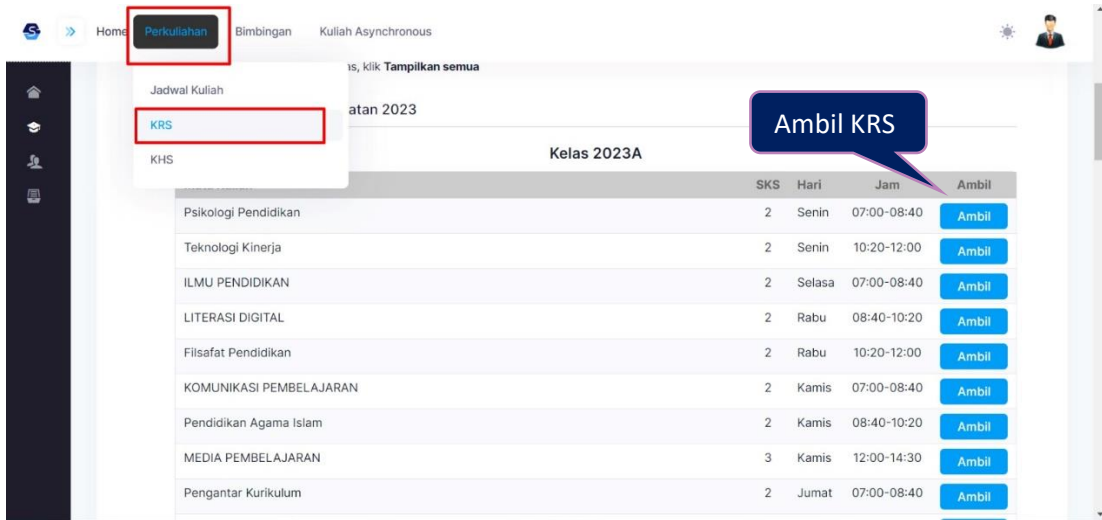 Home Perkuliahan Bimbingan Kuliah Asynchronous
Jadwal Kuliah
KRS
KHS
klik Tampilkan semua
2023
Ambil KRS
Kelas 2023A
SKS Hari Jam Ambil
Psikologi Pendidikan 2 Senin 07:00-08:40 Ambil
Teknologi Kinerja 2 Senin 10:20-12:00 Ambil
ILMU PENDIDIKAN 2 Selasa 07:00-08:40 Ambil
LITERASI DIGITAL 2 Rabu 08:40-10:20 Ambil
Filsafat Pendidikan 2 Rabu 10:20-12:00 Ambil
KOMUNIKASI PEMBELAJARAN 2 Kamis 07:00-08:40 Ambil
Pendidikan Agama Islam 2 Kamis 08:40-10:20 Ambil
MEDIA PEMBELAJARAN 3 Kamis 12:00-14:30 Ambil
Pengantar Kurikulum 2 Jumat 07:00-08:40 Ambil